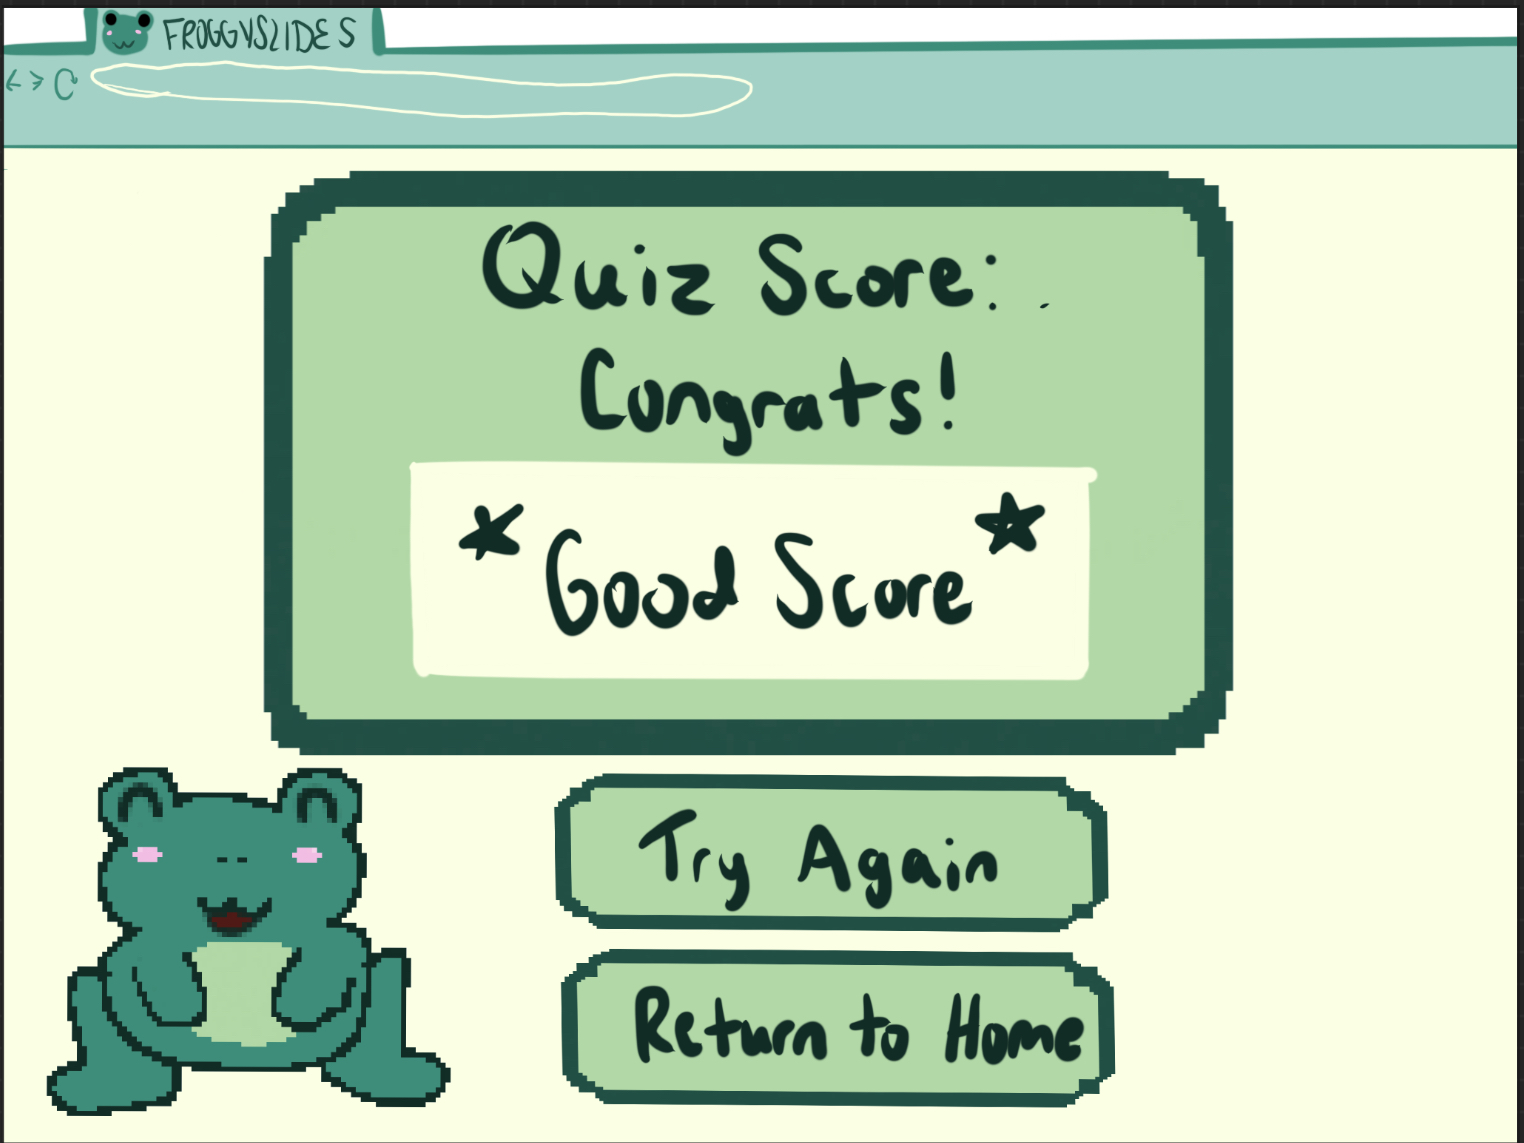 FROGGYSLIDES
Quiz Score:
Congrats!
Good Score
Try Again
Return to Home